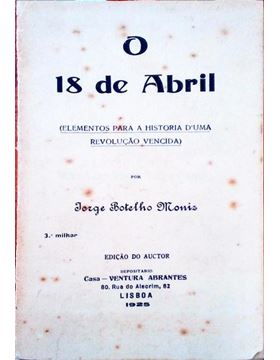 O
18 de Abril
(ELEMENTOS PARA A HISTORIA D'UMA
REVOLUÇÃO VENCIDA)
POR
Jorge Botelho Monis
3.º milhar
EDIÇÃO DO AUCTOR
DEPOSITARIO
Casa — VENTURA ABRANTES
80, Rua do Alecrim, 82
LISBOA
1925